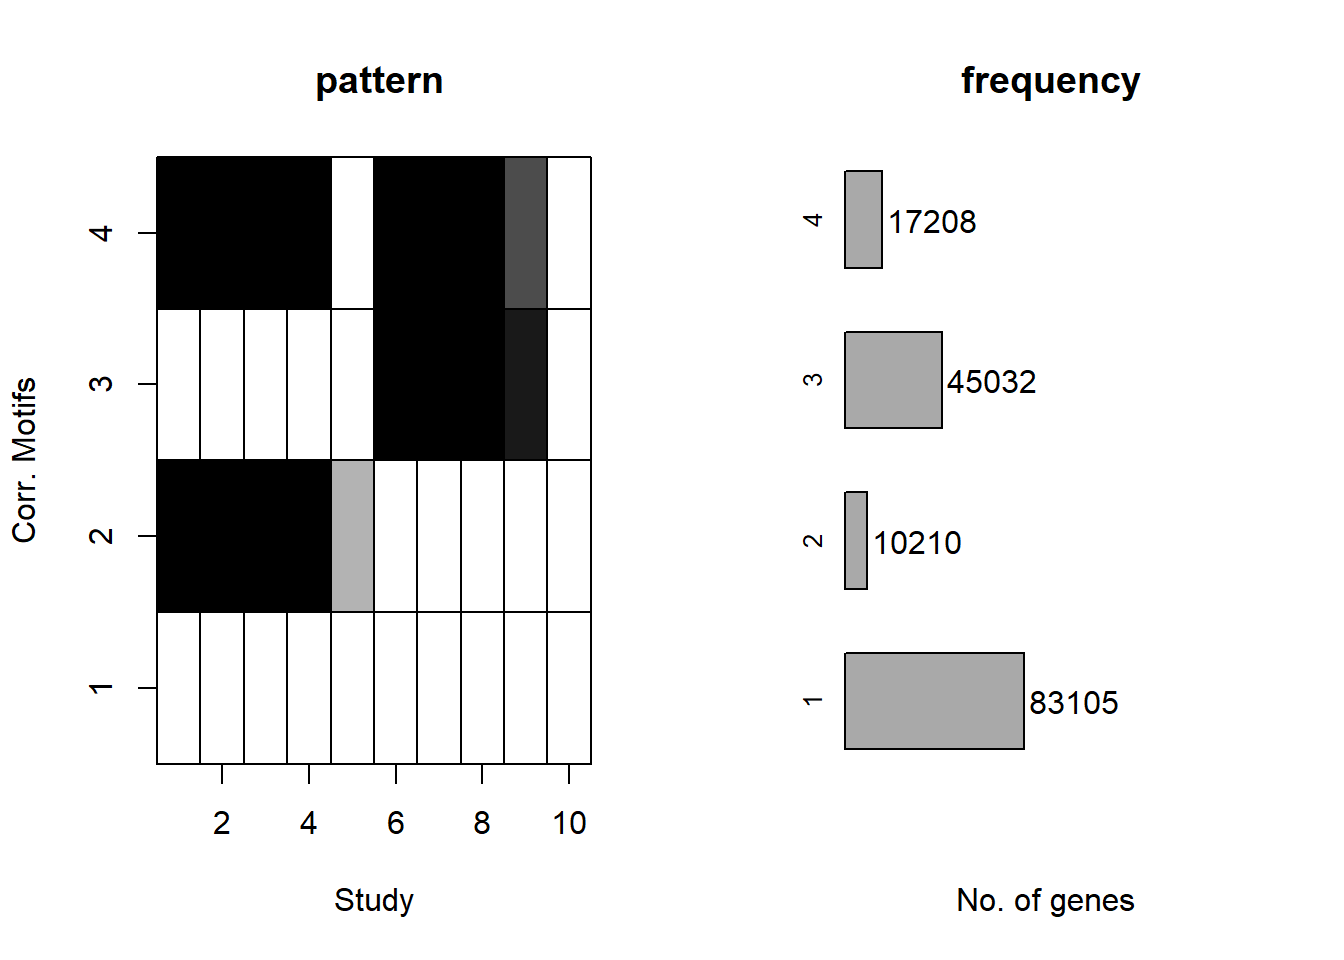 pattern
Corr. Motifs
4
3
2
1
2 4 6 8 10
Study
frequency
4 17208
3 45032
2 10210
1 83105
No. of genes